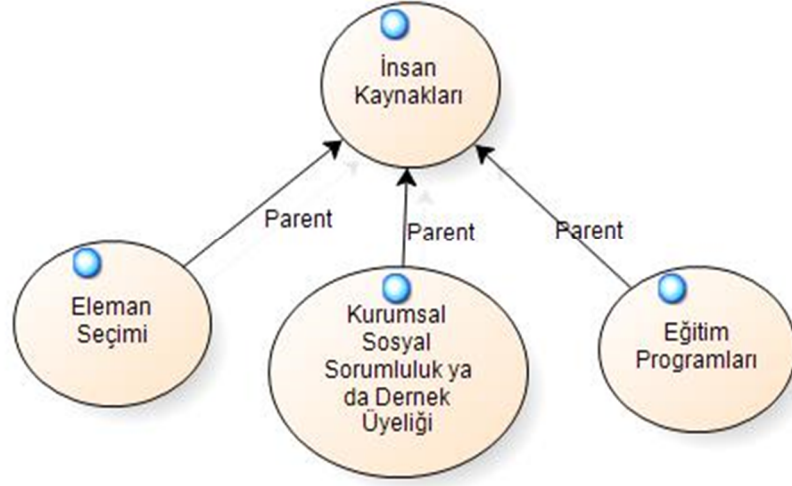 İnsan
Kaynakları
Parent
Parent
Parent
Eleman
Seçimi
Kurumsal
Sosyal
Sorumluluk ya
da Dernek
Üyeliği
Eğitim
Programları